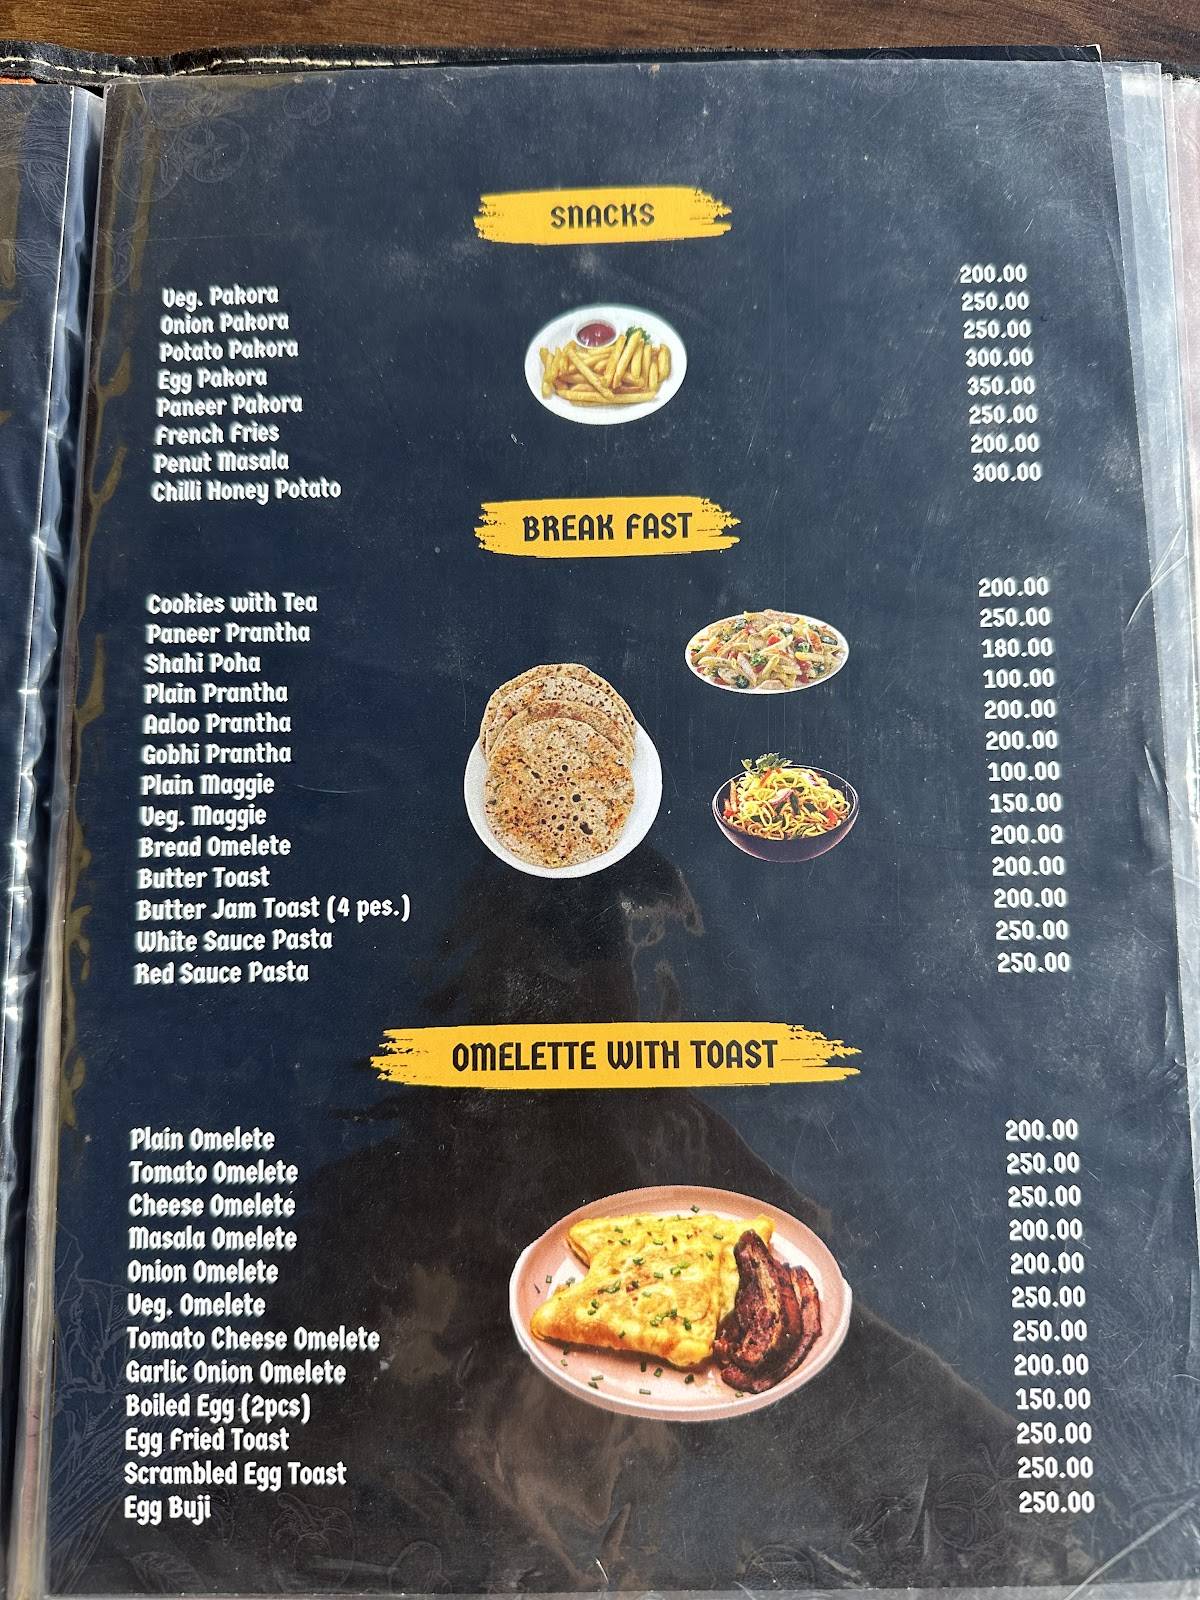 SNACKS
Veg. Pakora 200.00
Onion Pakora 250.00
Potato Pakora 250.00
Egg Pakora 300.00
Paneer Pakora 350.00
French Fries 250.00
Penut Masala 200.00
Chilli Honey Potato 300.00
BREAK FAST
Cookies with Tea 200.00
Paneer Prantha 250.00
Shahi Poha 180.00
Plain Prantha 100.00
Aaloo Prantha 200.00
Gobhi Prantha 200.00
Plain Maggie 100.00
Veg. Maggie 150.00
Bread Omelete 200.00
Butter Toast 200.00
Butter Jam Toast (4 pes.) 200.00
White Sauce Pasta 250.00
Red Sauce Pasta 250.00
OMELETTE WITH TOAST
Plain Omelete 200.00
Tomato Omelete 250.00
Cheese Omelete 250.00
Masala Omelete 200.00
Onion Omelete 200.00
Veg. Omelete 250.00
Tomato Cheese Omelete 250.00
Garlic Onion Omelete 200.00
Boiled Egg (2pcs) 150.00
Egg Fried Toast 250.00
Scrambled Egg Toast 250.00
Egg Buji 250.00